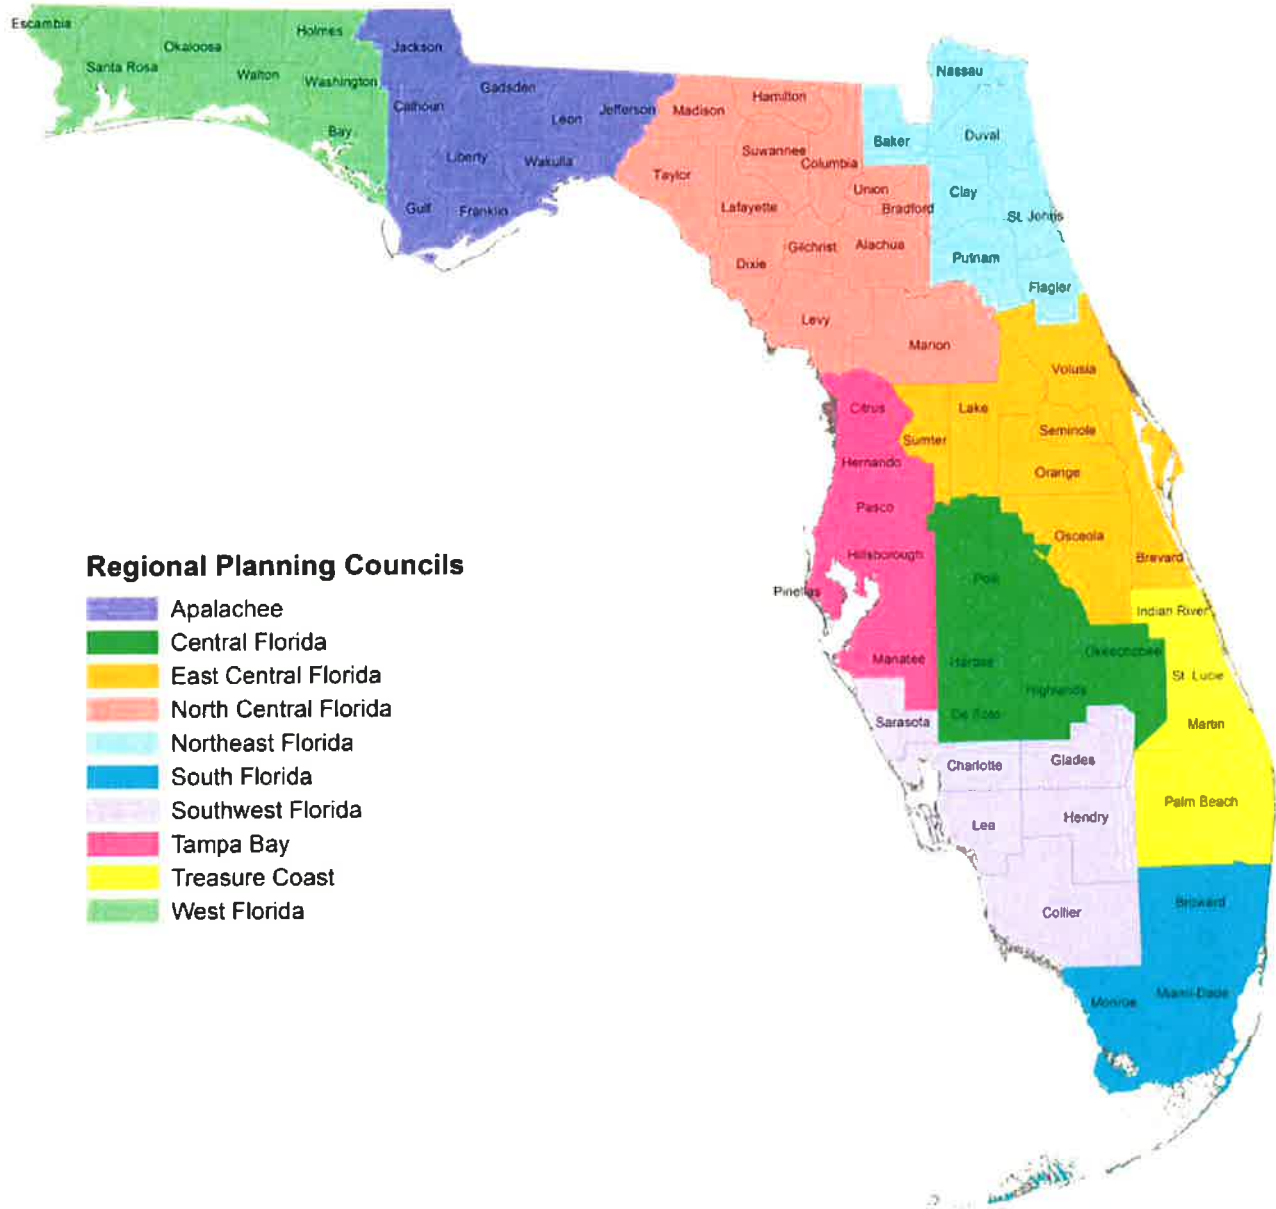 Escambia
Santa Rosa
Okaloosa
Walton
Holmes
Washington
Bay
Jackson
Calhoun
Gadsden
Leon
Jefferson
Liberty
Wakulla
Gulf
Franklin
Madison
Hamilton
Taylor
Suwannee
Columbia
Lafayette
Union
Bradford
Gilchrist
Alachua
Dixie
Levy
Marion
Nassau
Baker
Duval
Clay
St. Johns
Putnam
Flagler
Volusia
Citrus
Lake
Sumter
Seminole
Hernando
Orange
Pasco
Osceola
Hillsborough
Brevard
Polk
Pinellas
Indian River
Manatee
Hardee
Okeechobee
St. Lucie
Highlands
Sarasota
De Soto
Martin
Charlotte
Glades
Palm Beach
Lee
Hendry
Collier
Broward
Monroe
Miami-Dade
Regional Planning Councils
Apalachee
Central Florida
East Central Florida
North Central Florida
Northeast Florida
South Florida
Southwest Florida
Tampa Bay
Treasure Coast
West Florida